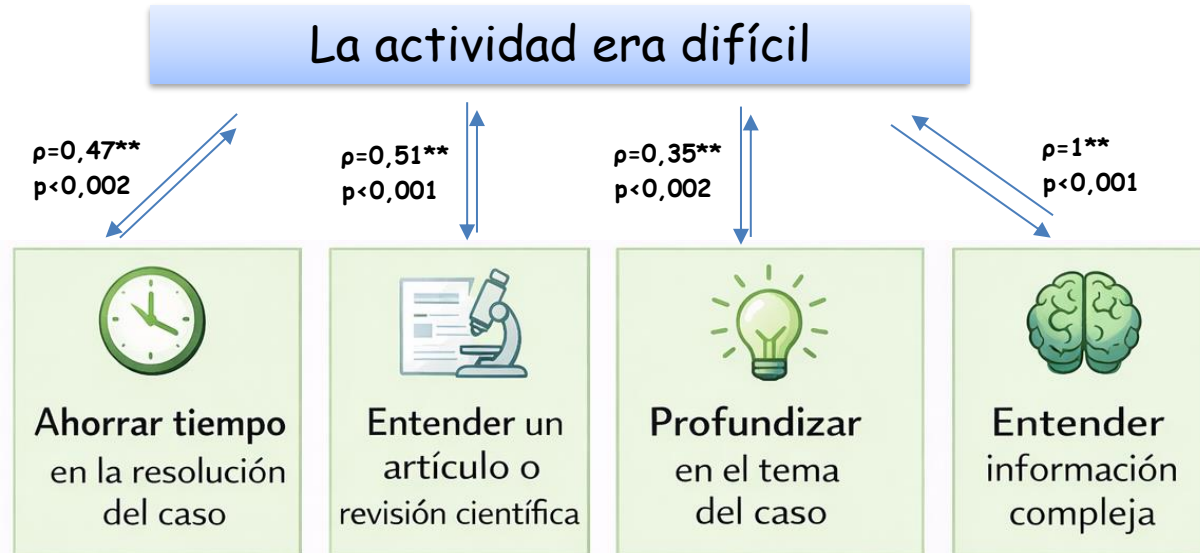 La actividad era difícil
ρ=0,47**
p<0,002
ρ=0,51**
p<0,001
ρ=0,35**
p<0,002
ρ=1**
p<0,001
Ahorrar tiempo
en la resolución
del caso
Entender un
artículo o
revisión científica
Profundizar
en el tema
del caso
Entender
información
compleja